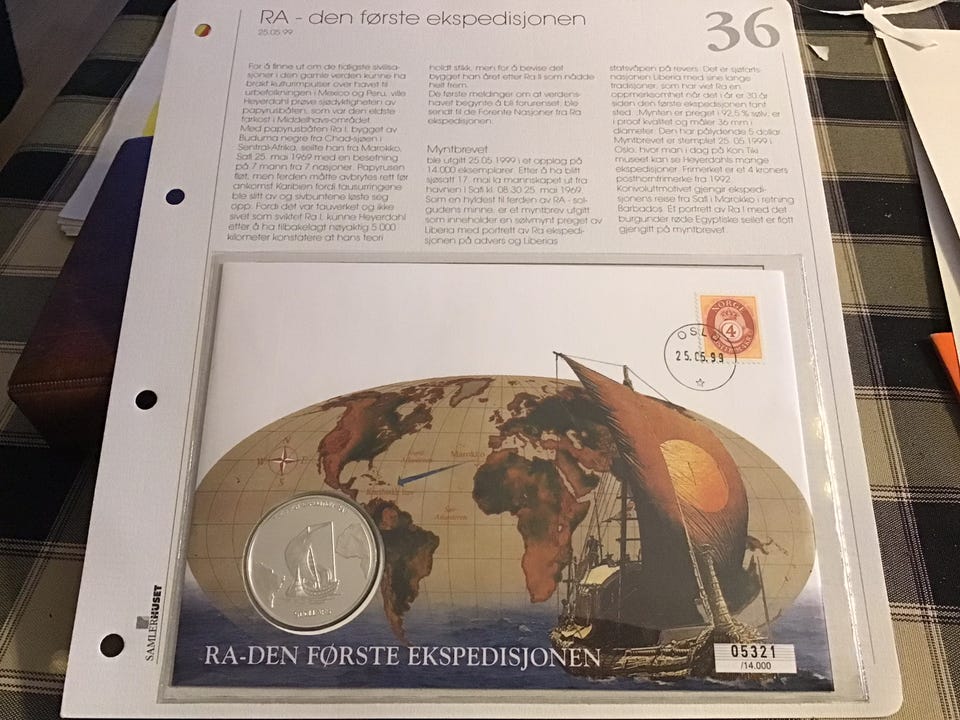 RA - den første ekspedisjonen
25.05.99
36
For å finne ut om de tidligste sivilisa-
sjoner i den gamle verden kunne ha
brakt kulturimpulser over havet til
urbefolkningen i Mexico og Peru, ville
Heyerdahl prøve sjødyktigheten av
papyrusbåten, som var den eldste
farkost i Middelhavs-området.
Med papyrusbåten Ra I, bygget av
Buduma negre fra Chad-sjøen i
Sentral-Afrika, seilte han fra Marokko,
Safi 25. mai 1969 med en besetning
på 7 mann fra 7 nasjoner. Papyrusen
fløt, men ferden måtte avbrytes rett før
ankomst Karibien fordi tausurringene
ble slitt av og sivbuntene løste seg
opp. Fordi det var tauverket og ikke
sivet som sviktet Ra I, kunne Heyerdahl
etter å ha tilbakelagt nøyaktig 5 000
kilometer konstatere at hans teori
holdt stikk, men for å bevise det
bygget han året etter Ra II som nådde
helt frem.
De første meldinger om at verdens-
havet begynte å bli forurenset, ble
sendt til De Forente Nasjoner fra Ra
ekspedisjonen.
Myntbrevet
ble utgitt 25.05.1999 i et opplag på
14.000 eksemplarer. Etter å ha blitt
sjøsatt 17. mai la mannskapet ut fra
havnen i Safi kl. 08.30 25. mai 1969.
Som en hyldest til ferden av RA - sol-
gudens minne, er et myntbrev utgitt
som inneholder en sølvmynt preget av
Liberia med portrett av Ra ekspedi-
sjonen på advers og Liberias
statsvåpen på revers. Det er sjøfarts-
nasjonen Liberia med sine lange
tradisjoner, som har viet Ra en
oppmerksomhet når det i år er 30 år
siden den første ekspedisjonen fant
sted. Mynten er preget i 92,5 % sølv, er
i proof kvalitet og måler 36 mm i
diameter. Den har pålydende 5 dollar.
Myntbrevet er stemplet 25. 05 1999 i
Oslo, hvor man i dag på Kon Tiki
museet kan se Heyerdahls mange
ekspedisjoner. Frimerket er et 4 kroners
posthornfrimerke fra 1992.
Konvoluttmotivet gjengir ekspedi-
sjonens reise fra Safi i Marokko i retning
Barbados. Et portrett av Ra I med det
burgunder røde Egyptiske seilet er flott
gjengitt på myntbrevet.
NORGE
4
OSLO
25.05.99
N
W E
S
Marokko
RA-DEN FØRSTE EKSPEDISJONEN
05321
/14.000
SAMLERHUSET